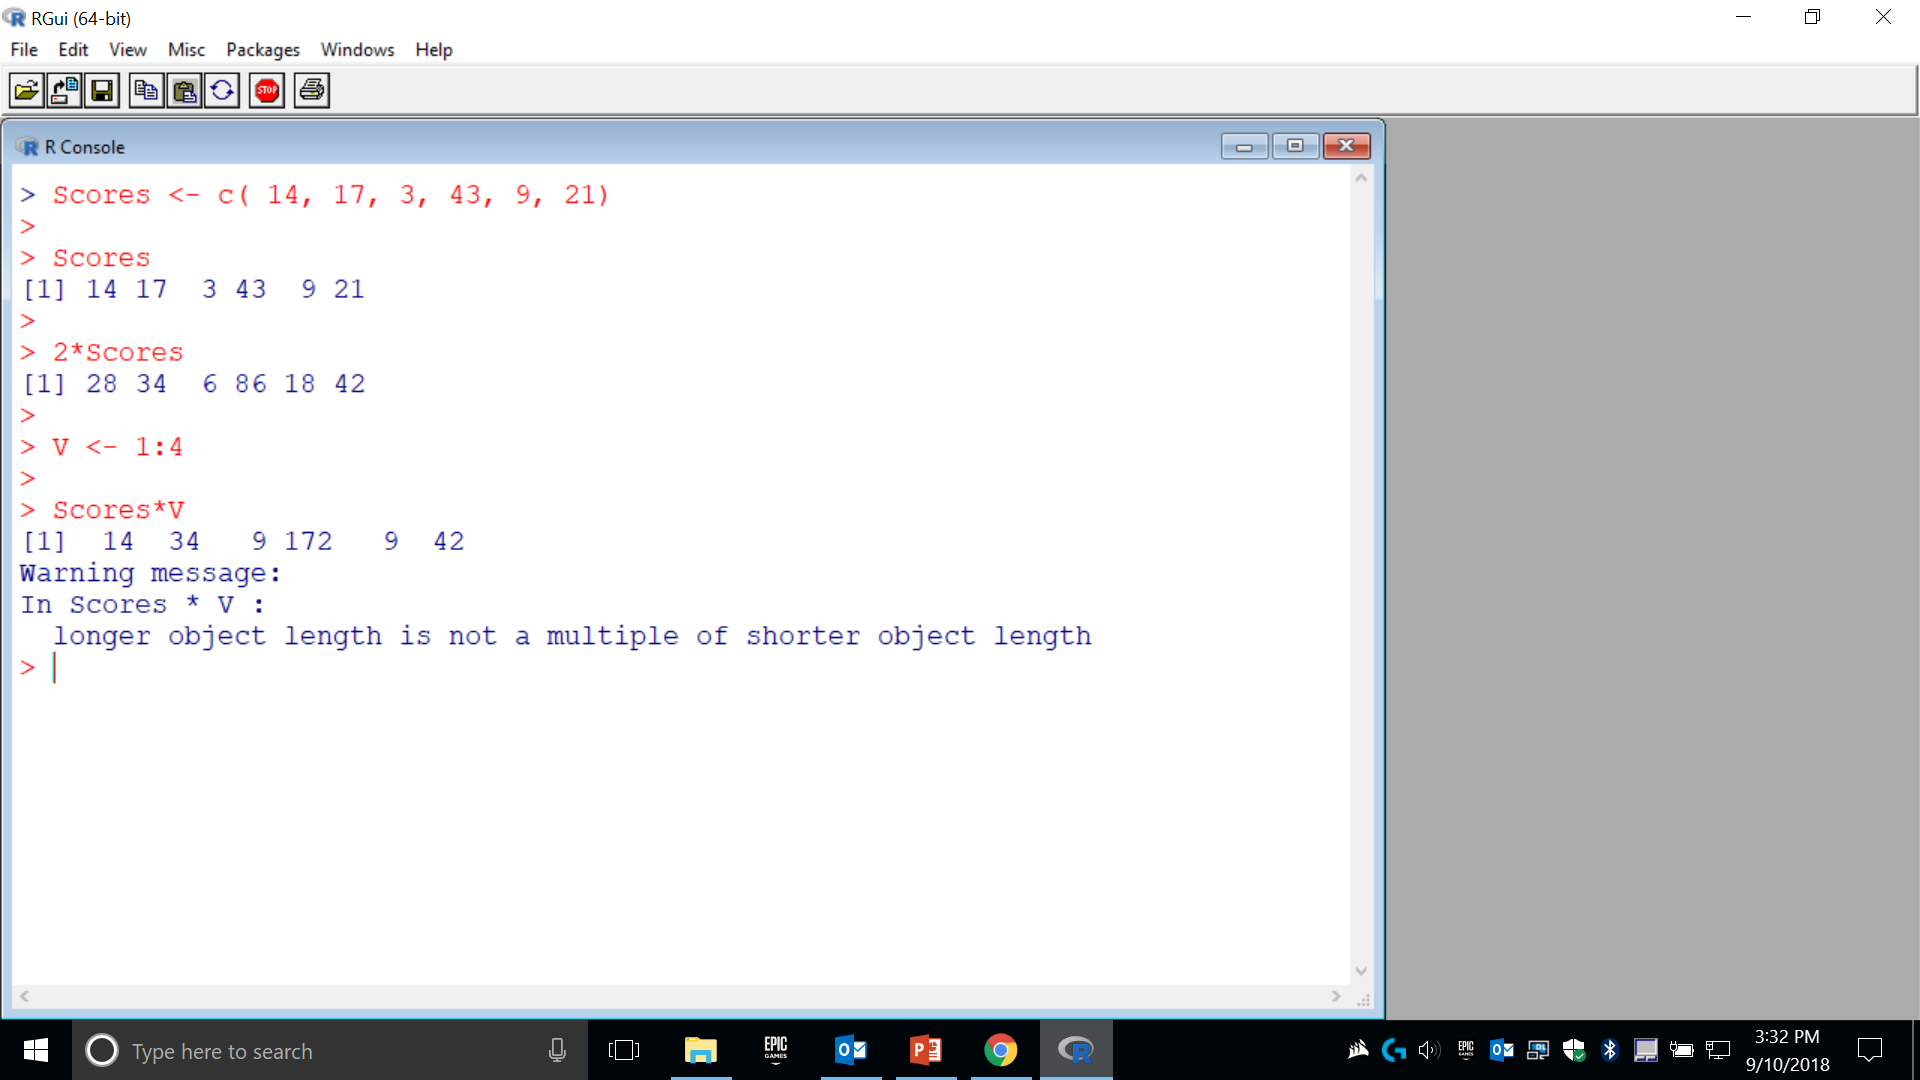 RGui (64-bit)
File Edit View Misc Packages Windows Help
STOP
R Console
> Scores <- c( 14, 17, 3, 43, 9, 21)
>
> Scores
[1] 14 17  3 43  9 21
>
> 2*Scores
[1] 28 34  6 86 18 42
>
> V <- 1:4
>
> Scores*V
[1]  14  34   9 172   9  42
Warning message:
In Scores * V :
  longer object length is not a multiple of shorter object length
>
Type here to search
EPIC GAMES
3:32 PM
9/10/2018